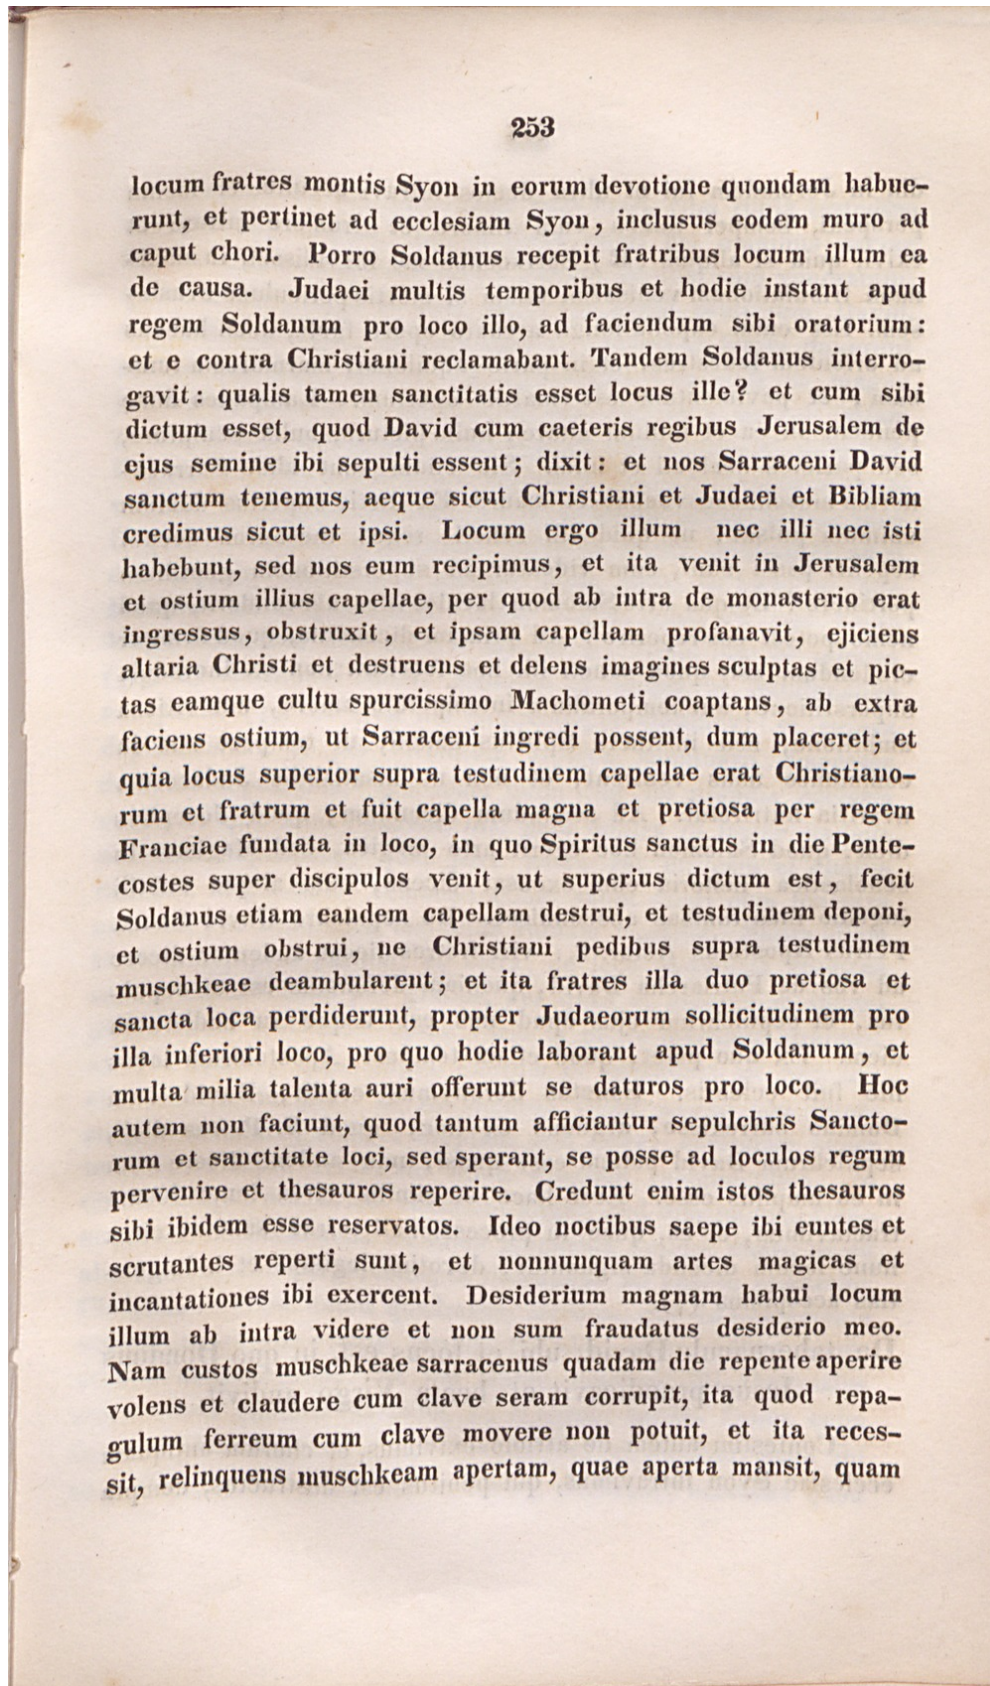 253
locum fratres montis Syon in eorum devotione quondam habue-
runt, et pertinet ad ecclesiam Syon, inclusus eodem muro ad
caput chori. Porro Soldanus recepit fratribus locum illum ea
de causa. Judaei multis temporibus et hodie instant apud
regem Soldanum pro loco illo, ad faciendum sibi oratorium:
et e contra Christiani reclamabant. Tandem Soldanus interro-
gavit: qualis tamen sanctitatis esset locus ille? et cum sibi
dictum esset, quod David cum caeteris regibus Jerusalem de
ejus semine ibi sepulti essent; dixit: et nos Sarraceni David
sanctum tenemus, aeque sicut Christiani et Judaei et Bibliam
credimus sicut et ipsi. Locum ergo illum nec illi nec isti
habebunt, sed nos eum recipimus, et ita venit in Jerusalem
et ostium illius capellae, per quod ab intra de monasterio erat
ingressus, obstruxit, et ipsam capellam profanavit, ejiciens
altaria Christi et destruens et delens imagines sculptas et pic-
tas eamque cultu spurcissimo Machometi coaptans, ab extra
faciens ostium, ut Sarraceni ingredi possent, dum placeret; et
quia locus superior supra testudinem capellae erat Christiano-
rum et fratrum et fuit capella magna et pretiosa per regem
Franciae fundata in loco, in quo Spiritus sanctus in die Pente-
costes super discipulos venit, ut superius dictum est, fecit
Soldanus etiam eandem capellam destrui, et testudinem deponi,
et ostium obstrui, ne Christiani pedibus supra testudinem
muschkeae deambularent; et ita fratres illa duo pretiosa et
sancta loca perdiderunt, propter Judaeorum sollicitudinem pro
illa inferiori loco, pro quo hodie laborant apud Soldanum, et
multa milia talenta auri offerunt se daturos pro loco. Hoc
autem non faciunt, quod tantum afficiantur sepulchris Sancto-
rum et sanctitate loci, sed sperant, se posse ad loculos regum
pervenire et thesauros reperire. Credunt enim istos thesauros
sibi ibidem esse reservatos. Ideo noctibus saepe ibi euntes et
scrutantes reperti sunt, et nonnunquam artes magicas et
incantationes ibi exercent. Desiderium magnam habui locum
illum ab intra videre et non sum fraudatus desiderio meo.
Nam custos muschkeae sarracenus quadam die repente aperire
volens et claudere cum clave seram corrupit, ita quod repa-
gulum ferreum cum clave movere non potuit, et ita reces-
sit, relinquens muschkeam apertam, quae aperta mansit, quam